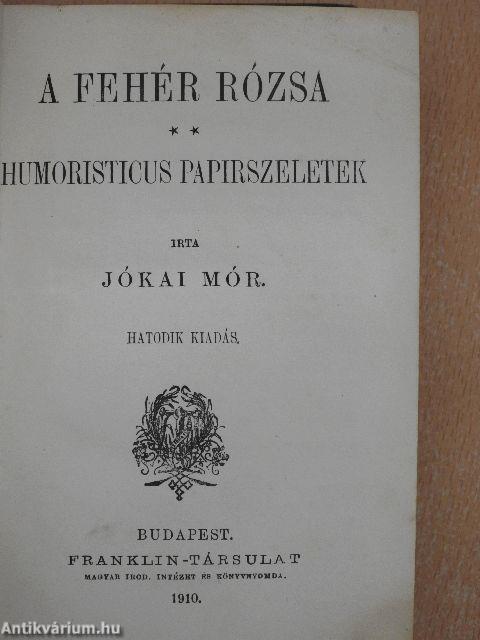 A FEHÉR RÓZSA
* *
HUMORISTICUS PAPIRSZELETEK
IRTA
JÓKAI MÓR.
HATODIK KIADÁS.
BUDAPEST.
FRANKLIN-TÁRSULAT
MAGYAR IROD. INTÉZET ÉS KÖNYVNYOMDA.
1910.
Antikvárium.hu